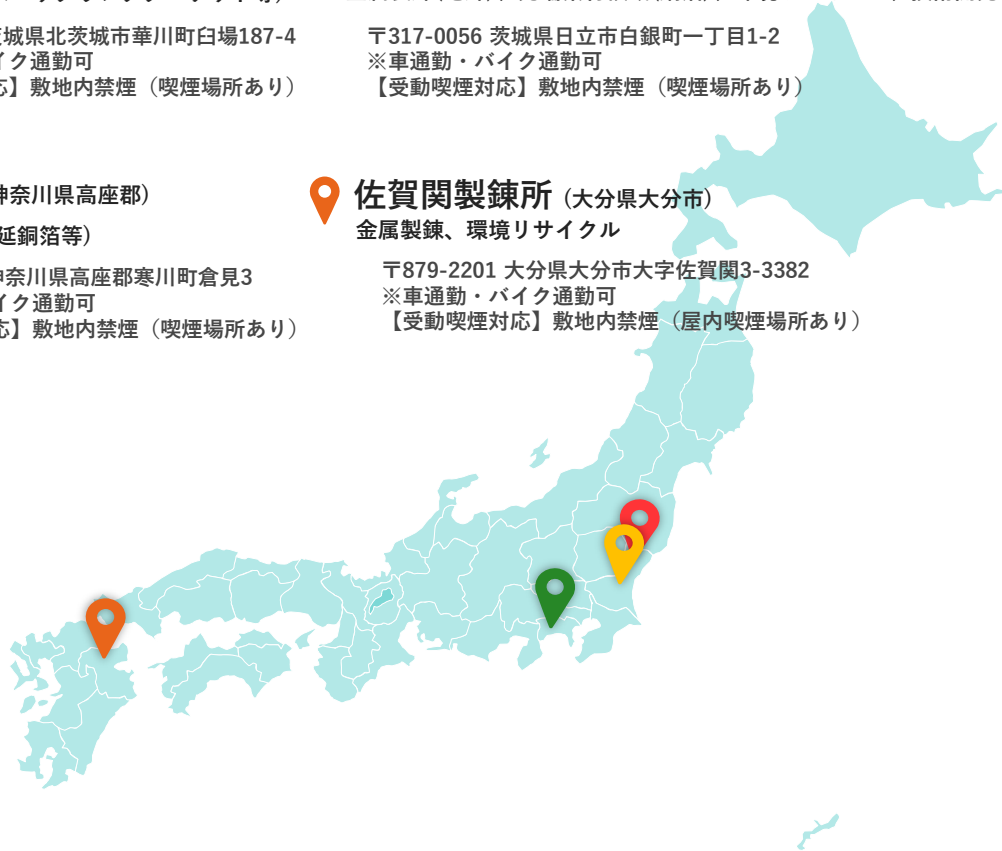 城県北茨城市華川町臼場187-4
イク通勤可
応】敷地内禁煙（喫煙場所あり）
〒317-0056 茨城県日立市白銀町一丁目1-2
※車通勤・バイク通勤可
【受動喫煙対応】敷地内禁煙（喫煙場所あり）
神奈川県高座郡）
延銅箔等）
神奈川県高座郡寒川町倉見3
イク通勤可
応】敷地内禁煙（喫煙場所あり）
佐賀関製錬所（大分県大分市）
金属製錬、環境リサイクル
〒879-2201 大分県大分市大字佐賀関3-3382
※車通勤・バイク通勤可
【受動喫煙対応】敷地内禁煙（屋内喫煙場所あり）